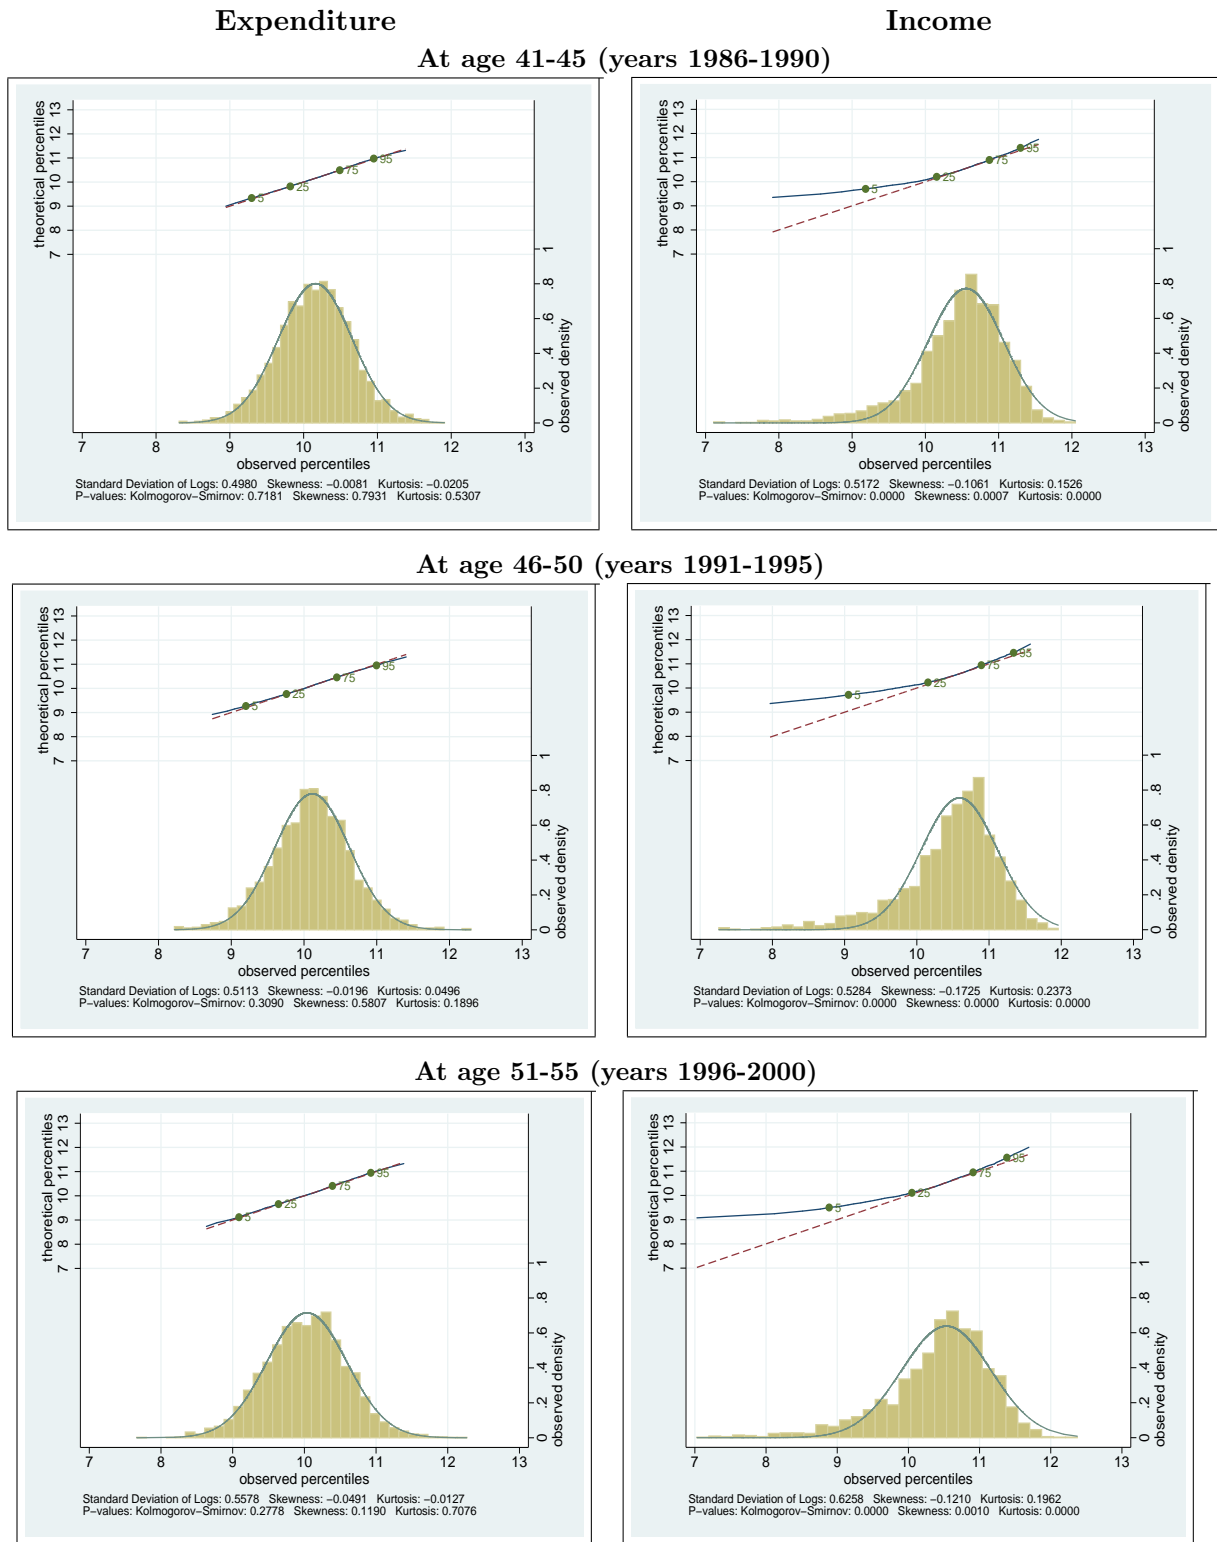 Expenditure
Income
At age 41-45 (years 1986-1990)
theoretical percentiles
7 8 9 10 11 12 13
5
25
75
95
0 .2 .4 .6 .8 1
observed density
7 8 9 10 11 12 13
observed percentiles
Standard Deviation of Logs: 0.4980 Skewness: −0.0081 Kurtosis: −0.0205
P−values: Kolmogorov−Smirnov: 0.7181 Skewness: 0.7931 Kurtosis: 0.5307
theoretical percentiles
7 8 9 10 11 12 13
5
25
75
95
0 .2 .4 .6 .8 1
observed density
7 8 9 10 11 12 13
observed percentiles
Standard Deviation of Logs: 0.5172 Skewness: −0.1061 Kurtosis: 0.1526
P−values: Kolmogorov−Smirnov: 0.0000 Skewness: 0.0007 Kurtosis: 0.0000
At age 46-50 (years 1991-1995)
theoretical percentiles
7 8 9 10 11 12 13
5
25
75
95
0 .2 .4 .6 .8 1
observed density
7 8 9 10 11 12 13
observed percentiles
Standard Deviation of Logs: 0.5113 Skewness: −0.0196 Kurtosis: 0.0496
P−values: Kolmogorov−Smirnov: 0.3090 Skewness: 0.5807 Kurtosis: 0.1896
theoretical percentiles
7 8 9 10 11 12 13
5
25
75
95
0 .2 .4 .6 .8 1
observed density
7 8 9 10 11 12 13
observed percentiles
Standard Deviation of Logs: 0.5284 Skewness: −0.1725 Kurtosis: 0.2373
P−values: Kolmogorov−Smirnov: 0.0000 Skewness: 0.0000 Kurtosis: 0.0000
At age 51-55 (years 1996-2000)
theoretical percentiles
7 8 9 10 11 12 13
5
25
75
95
0 .2 .4 .6 .8 1
observed density
7 8 9 10 11 12 13
observed percentiles
Standard Deviation of Logs: 0.5578 Skewness: −0.0491 Kurtosis: −0.0127
P−values: Kolmogorov−Smirnov: 0.2778 Skewness: 0.1190 Kurtosis: 0.7076
theoretical percentiles
7 8 9 10 11 12 13
5
25
75
95
0 .2 .4 .6 .8 1
observed density
7 8 9 10 11 12 13
observed percentiles
Standard Deviation of Logs: 0.6258 Skewness: −0.1210 Kurtosis: 0.1962
P−values: Kolmogorov−Smirnov: 0.0000 Skewness: 0.0010 Kurtosis: 0.0000